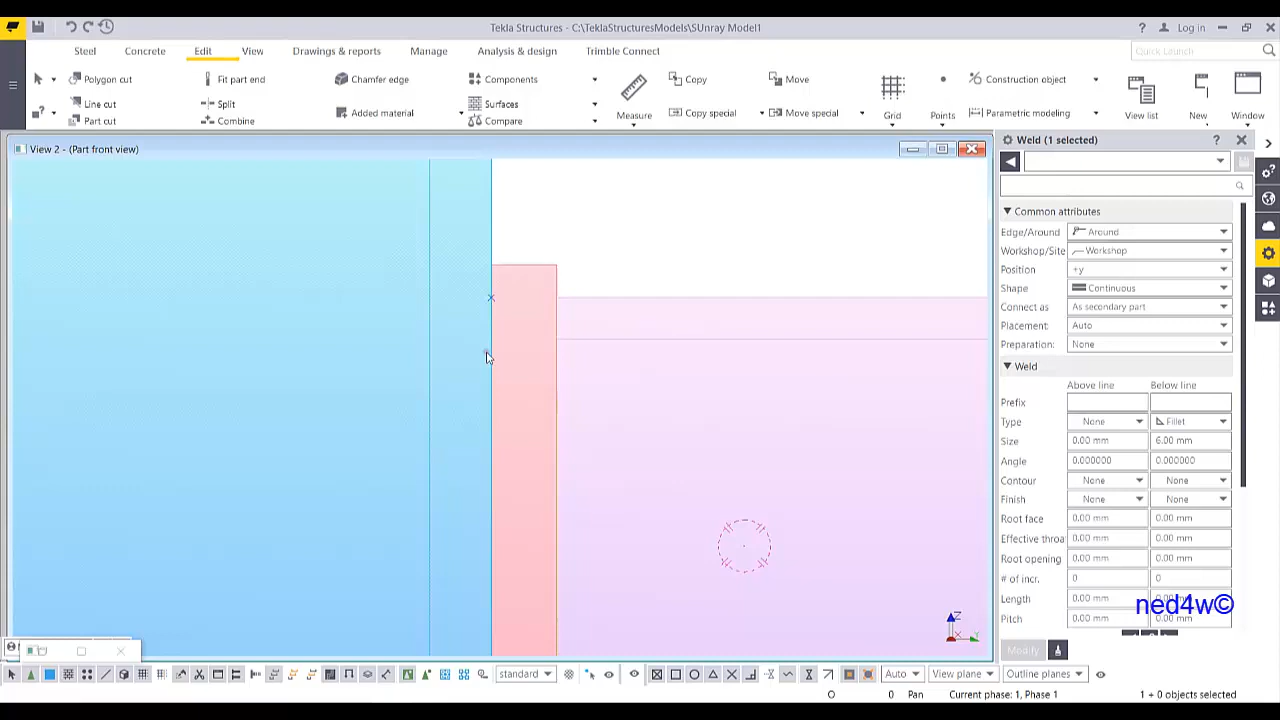 Tekla Structures - C:\TeklaStructuresModels\SUnray Model1
? Log in
Steel Concrete Edit View Drawings & reports Manage Analysis & design Trimble Connect Quick Launch
Polygon cut Fit part end Chamfer edge Components Copy Move Construction object
Line cut Split Surfaces
Added material Measure Copy special Move special Grid Points Parametric modeling View list New Window
Part cut Combine Compare
View 2 - (Part front view)
Weld (1 selected) ?
Common attributes
Edge/Around Around
Workshop/Site Workshop
Position +y
Shape Continuous
Connect as As secondary part
Placement: Auto
Preparation: None
Weld
Above line Below line
Prefix
Type None Fillet
Size 0.00 mm 6.00 mm
Angle 0.000000 0.000000
Contour None None
Finish None None
Root face 0.00 mm 0.00 mm
Effective throa 0.00 mm 0.00 mm
Root opening 0.00 mm 0.00 mm
# of incr. 0 0
Length 0.00 mm 0.00 mm
ned4w©
Pitch 0.00 mm 0.00 mm
Z
Modify
standard Auto View plane Outline planes
O 0 Pan Current phase: 1, Phase 1 1 + 0 objects selected